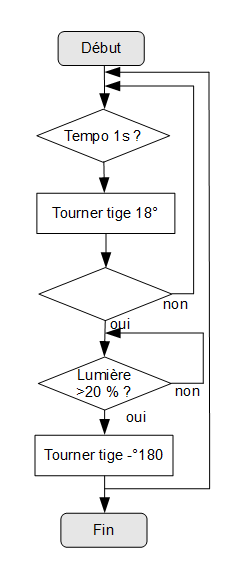 Début
Tempo 1s ?
Tourner tige 18°
non
oui
Lumière
>20 % ?
non
oui
Tourner tige -°180
Fin